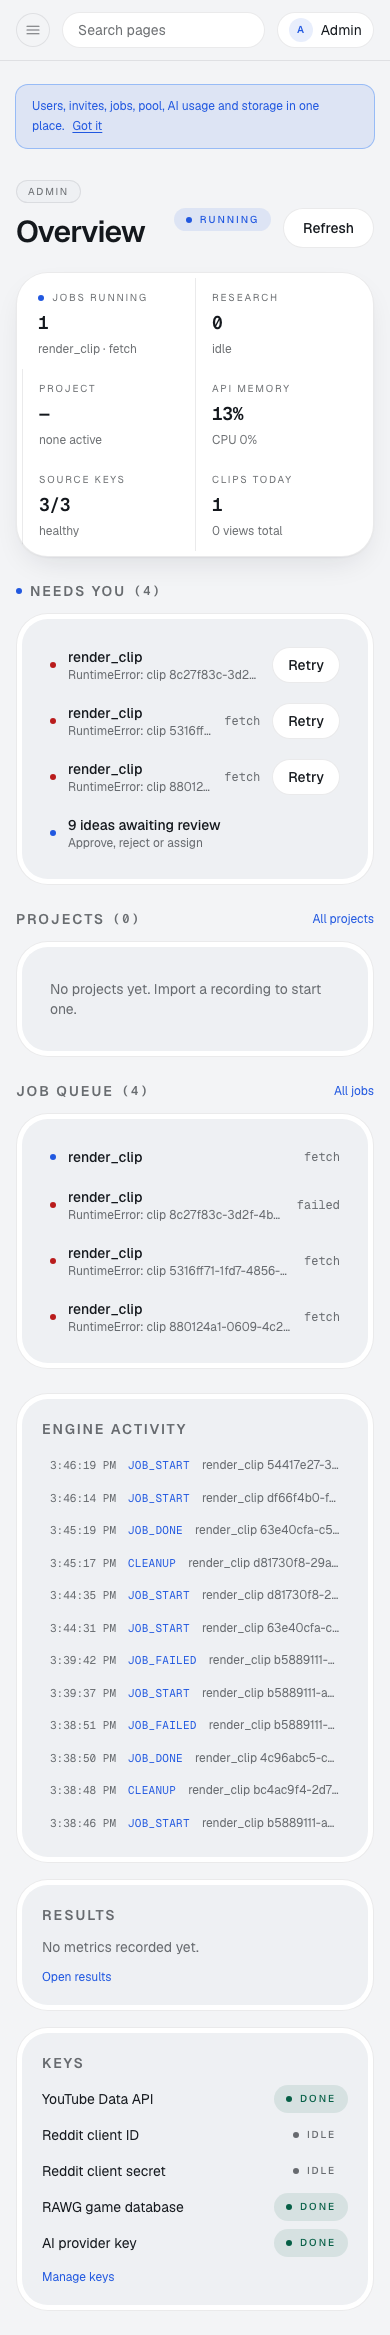 Search pages
A
Admin
Users, invites, jobs, pool, AI usage and storage in one
place. Got it
ADMIN
Overview
RUNNING
Refresh
JOBS RUNNING
1
render_clip · fetch
RESEARCH
0
idle
PROJECT
—
none active
API MEMORY
13%
CPU 0%
SOURCE KEYS
3/3
healthy
CLIPS TODAY
1
0 views total
NEEDS YOU (4)
render_clip
RuntimeError: clip 8c27f83c-3d2...
Retry
render_clip
RuntimeError: clip 5316ff...
fetch
Retry
render_clip
RuntimeError: clip 88012...
fetch
Retry
9 ideas awaiting review
Approve, reject or assign
PROJECTS (0)
All projects
No projects yet. Import a recording to start
one.
JOB QUEUE (4)
All jobs
render_clip
fetch
render_clip
RuntimeError: clip 8c27f83c-3d2f-4b...
failed
render_clip
RuntimeError: clip 5316ff71-1fd7-4856-...
fetch
render_clip
RuntimeError: clip 880124a1-0609-4c2...
fetch
ENGINE ACTIVITY
3:46:19 PM JOB_START render_clip 54417e27-3...
3:46:14 PM JOB_START render_clip df66f4b0-f...
3:45:19 PM JOB_DONE render_clip 63e40cfa-c5...
3:45:17 PM CLEANUP render_clip d81730f8-29a...
3:44:35 PM JOB_START render_clip d81730f8-2...
3:44:31 PM JOB_START render_clip 63e40cfa-c...
3:39:42 PM JOB_FAILED render_clip b5889111-...
3:39:37 PM JOB_START render_clip b5889111-a...
3:38:51 PM JOB_FAILED render_clip b5889111-...
3:38:50 PM JOB_DONE render_clip 4c96abc5-c...
3:38:48 PM CLEANUP render_clip bc4ac9f4-2d7...
3:38:46 PM JOB_START render_clip b5889111-a...
RESULTS
No metrics recorded yet.
Open results
KEYS
YouTube Data API
DONE
Reddit client ID
IDLE
Reddit client secret
IDLE
RAWG game database
DONE
AI provider key
DONE
Manage keys